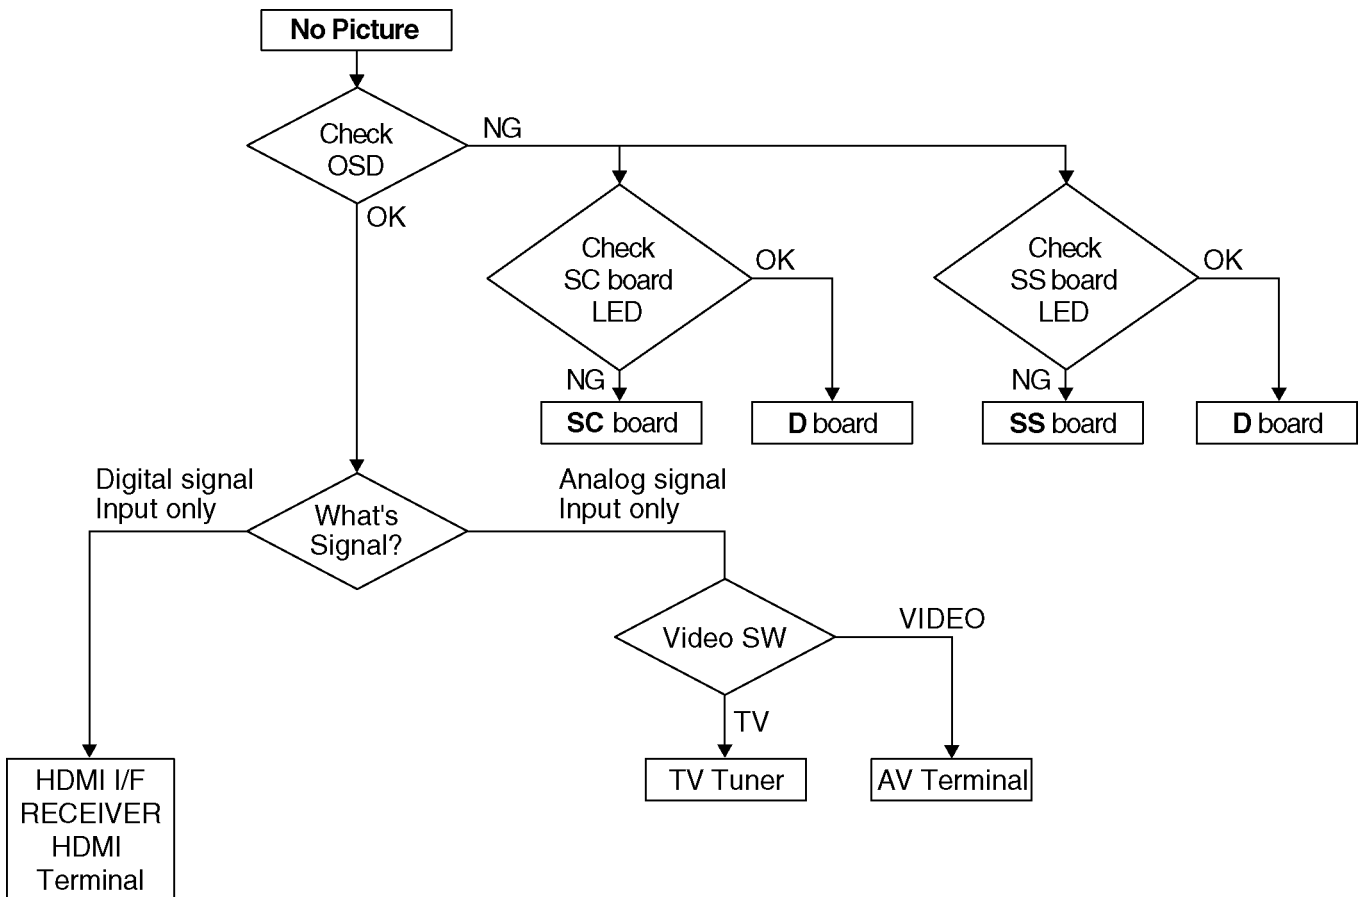 No Picture
Check
OSD
NG
OK
Check
SC board
LED
OK
NG
SC board
D board
Check
SS board
LED
OK
NG
SS board
D board
Digital signal
Input only
What's
Signal?
Analog signal
Input only
Video SW
VIDEO
TV
TV Tuner
AV Terminal
HDMI I/F
RECEIVER
HDMI
Terminal